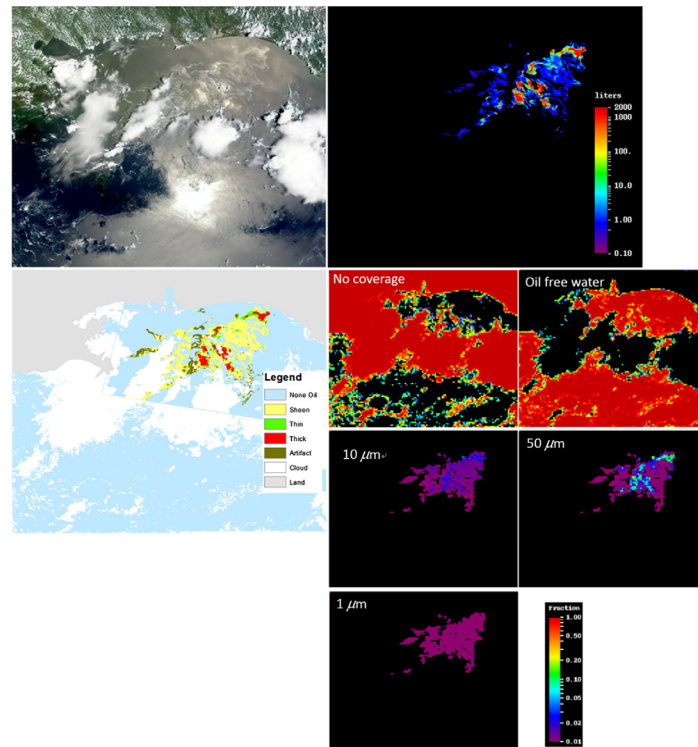 liters
2000
1000
100.
10.0
1.00
0.10
No coverage
Oil free water
Legend
None Oil
Sheen
Thin
Thick
Artifact
Cloud
Land
10 μm
50 μm
1 μm
Fraction
1.00
0.50
0.20
0.10
0.05
0.02
0.01